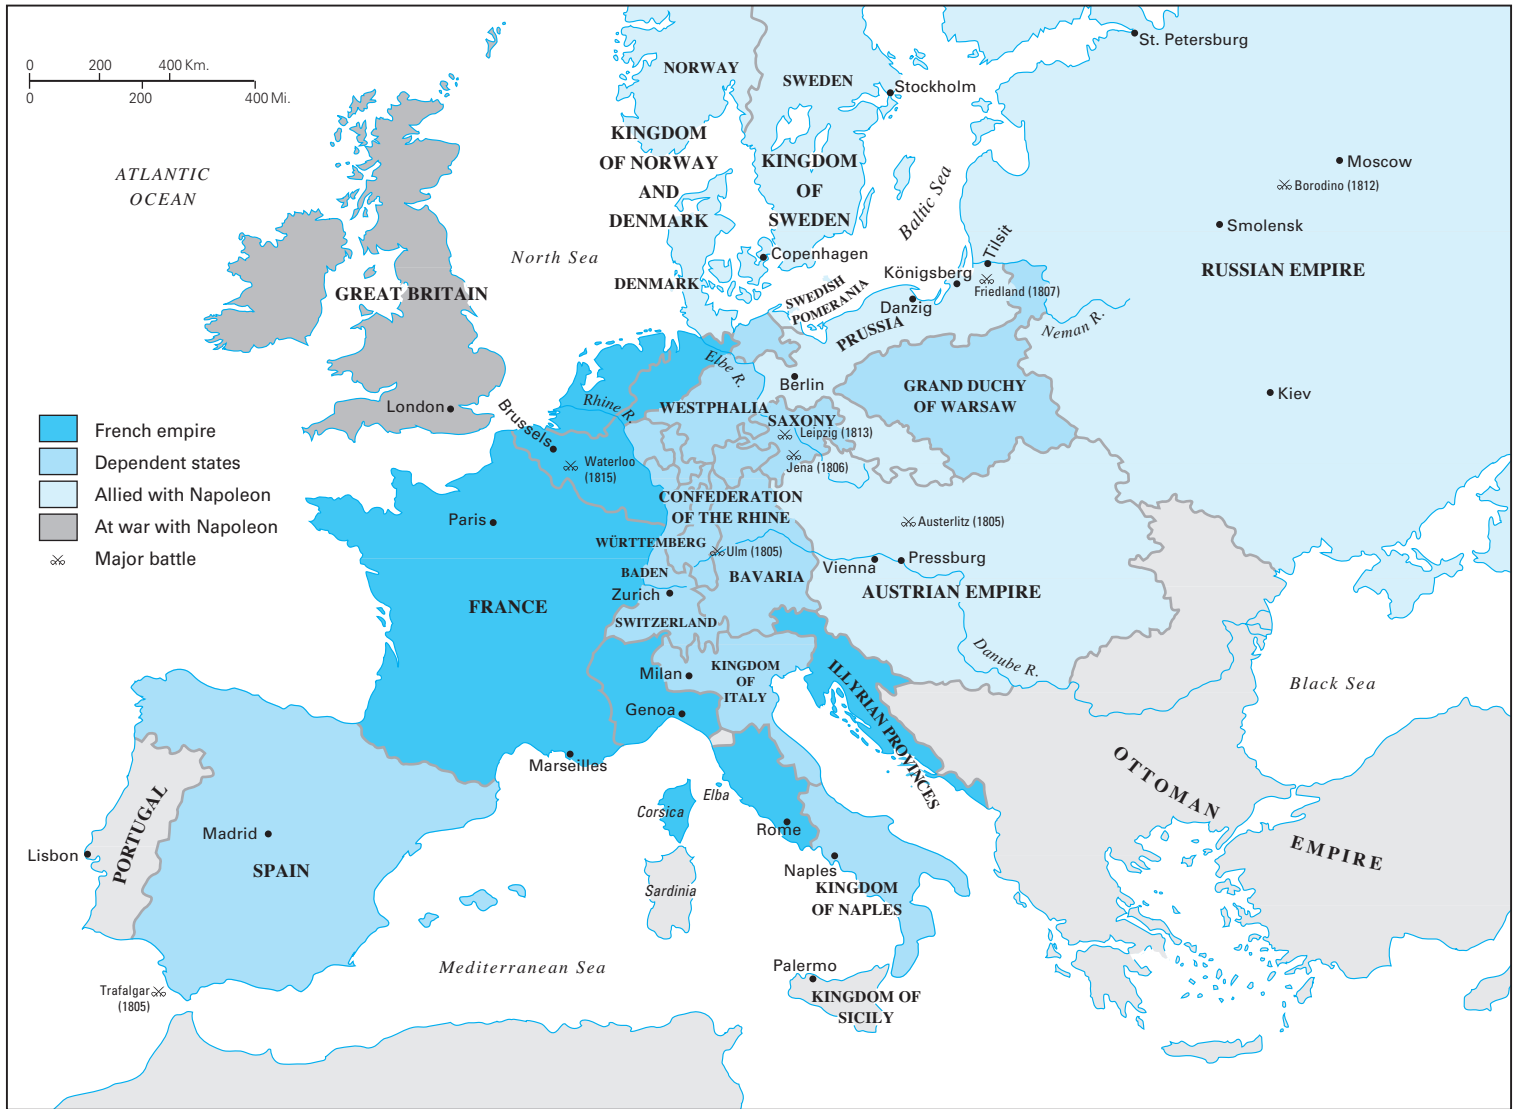 0 200 400 Km.
0 200 400 Mi.
ATLANTIC
OCEAN
North Sea
NORWAY
SWEDEN
St. Petersburg
Stockholm
KINGDOM
OF NORWAY
AND
DENMARK
KINGDOM
OF
SWEDEN
Baltic Sea
Moscow
Borodino (1812)
Smolensk
RUSSIAN EMPIRE
Copenhagen
Tilsit
Königsberg
Friedland (1807)
DENMARK
SWEDISH
POMERANIA
Danzig
PRUSSIA
Neman R.
GREAT BRITAIN
Elbe R.
Berlin
GRAND DUCHY
OF WARSAW
Kiev
London
Brussels
Rhine R.
WESTPHALIA
SAXONY
Leipzig (1813)
Jena (1806)
Waterloo
(1815)
French empire
Dependent states
Allied with Napoleon
At war with Napoleon
Major battle
Paris
CONFEDERATION
OF THE RHINE
Austerlitz (1805)
WÜRTTEMBERG
Ulm (1805)
BADEN
BAVARIA
Vienna
Pressburg
AUSTRIAN EMPIRE
Zurich
FRANCE
SWITZERLAND
Danube R.
Milan
KINGDOM
OF
ITALY
ILLYRIAN PROVINCES
Black Sea
Genoa
Marseilles
OTTOMAN
EMPIRE
Corsica
Elba
Rome
PORTUGAL
Madrid
Lisbon
SPAIN
Sardinia
Naples
KINGDOM
OF NAPLES
Mediterranean Sea
Palermo
KINGDOM OF
SICILY
Trafalgar
(1805)